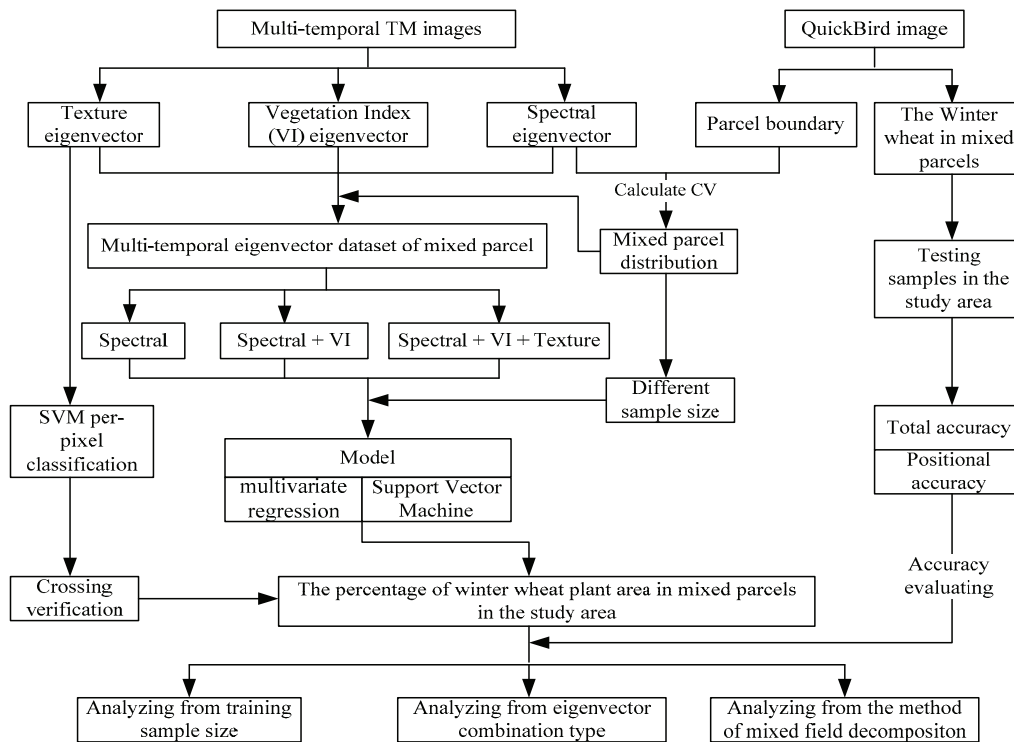 Multi-temporal TM images
QuickBird image
Texture
eigenvector
Vegetation Index
(VI) eigenvector
Spectral
eigenvector
Parcel boundary
The Winter
wheat in mixed
parcels
Calculate CV
Multi-temporal eigenvector dataset of mixed parcel
Mixed parcel
distribution
Testing
samples in the
study area
Spectral
Spectral + VI
Spectral + VI + Texture
Different
sample size
SVM per-
pixel
classification
Total accuracy
Positional
accuracy
Model
multivariate
regression
Support Vector
Machine
Accuracy
evaluating
Crossing
verification
The percentage of winter wheat plant area in mixed parcels
in the study area
Analyzing from training
sample size
Analyzing from eigenvector
combination type
Analyzing from the method
of mixed field decompositon